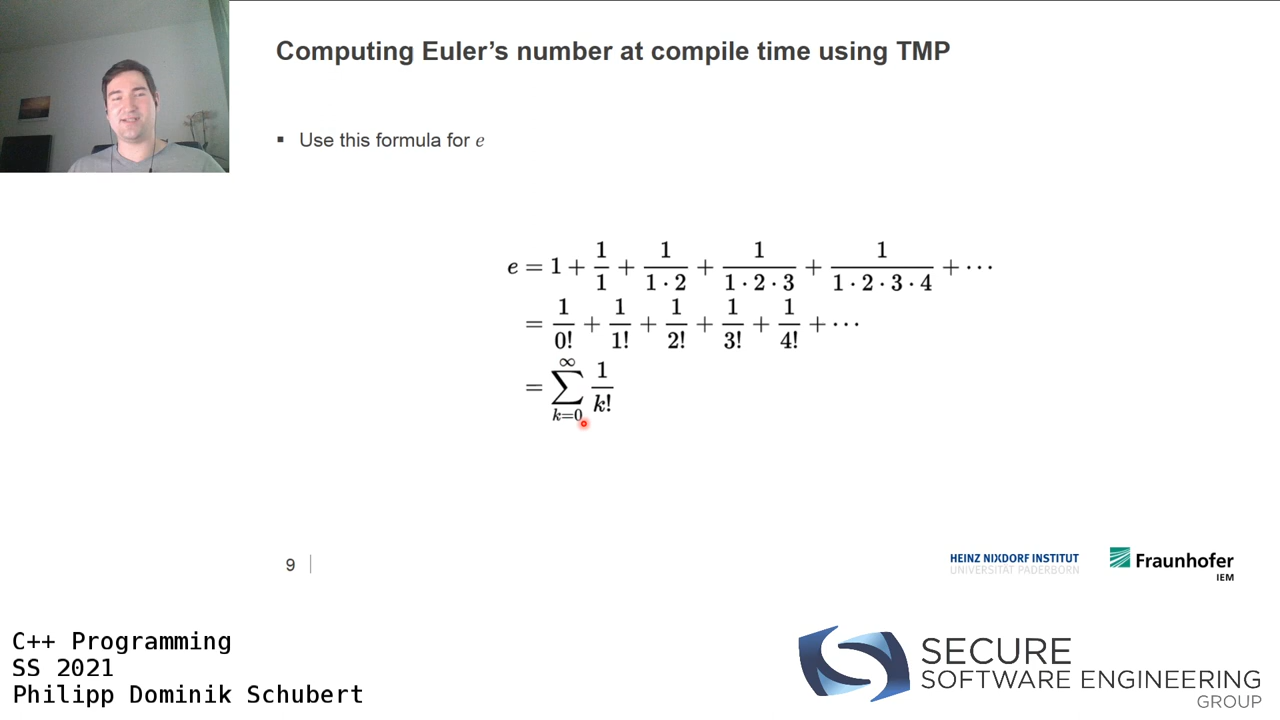 Computing Euler’s number at compile time using TMP
▪ Use this formula for e
e = 1 + 1/1 + 1/(1 · 2) + 1/(1 · 2 · 3) + 1/(1 · 2 · 3 · 4) + ⋯
= 1/0! + 1/1! + 1/2! + 1/3! + 1/4! + ⋯
= ∑_{k=0}^{∞} 1/k!
9
HEINZ NIXDORF INSTITUT
UNIVERSITÄT PADERBORN
Fraunhofer
IEM
C++ Programming
SS 2021
Philipp Dominik Schubert
SECURE
SOFTWARE ENGINEERING
GROUP